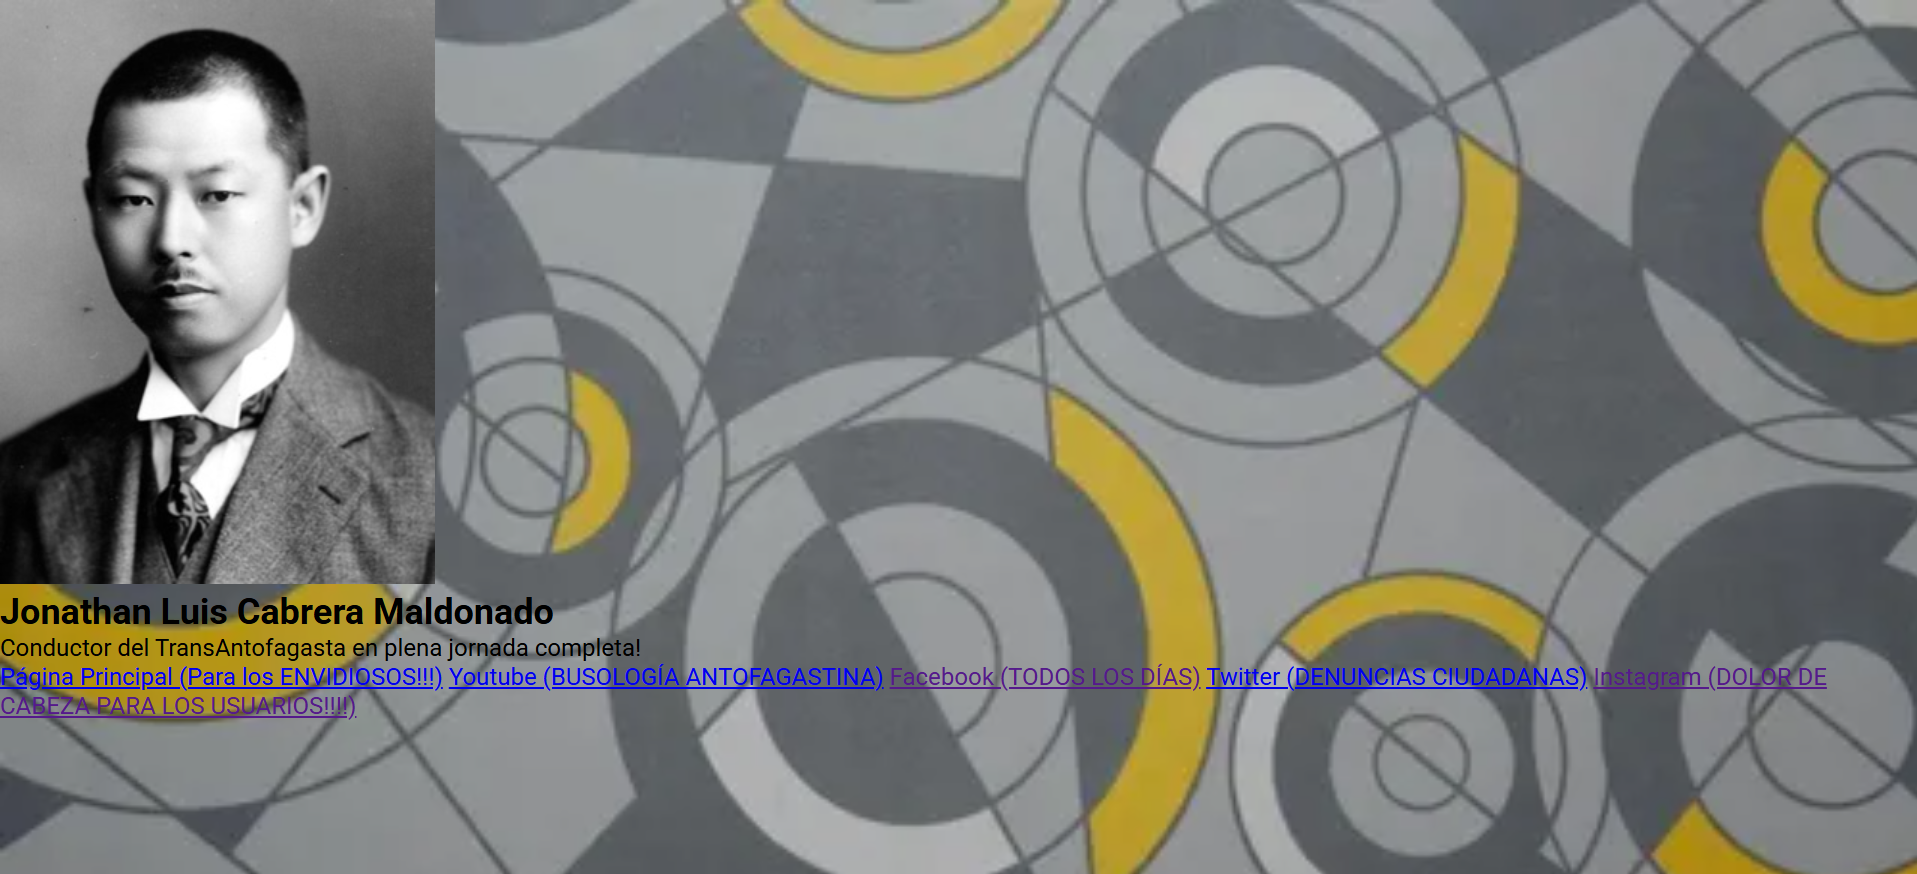 Jonathan Luis Cabrera Maldonado
Conductor del TransAntofagasta en plena jornada completa!
Página Principal (Para los ENVIDIOSOS!!!) Youtube (BUSOLOGÍA ANTOFAGASTINA) Facebook (TODOS LOS DÍAS) Twitter (DENUNCIAS CIUDADANAS) Instagram (DOLOR DE
CABEZA PARA LOS USUARIOS!!!!)